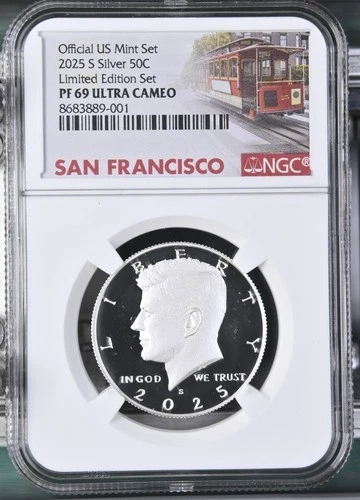 Official US Mint Set
2025 S Silver 50C
Limited Edition Set
PF 69 ULTRA CAMEO
8683889-001
SAN FRANCISCO
NGC®
LIBERTY
IN GOD WE TRUST
S
2025